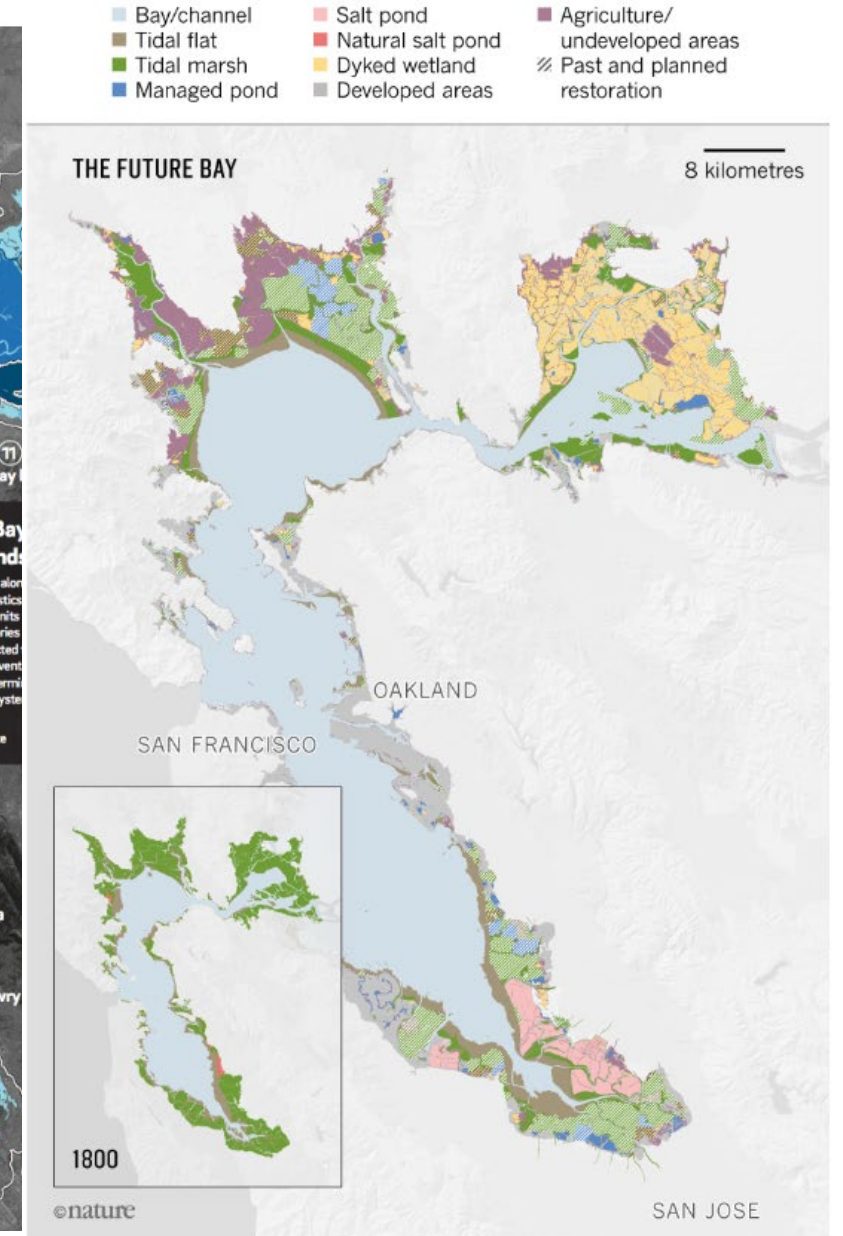 Bay/channel
Tidal flat
Tidal marsh
Managed pond
Salt pond
Natural salt pond
Dyked wetland
Developed areas
Agriculture/
undeveloped areas
Past and planned
restoration
THE FUTURE BAY
8 kilometres
11
OAKLAND
SAN FRANCISCO
1800
©nature
SAN JOSE